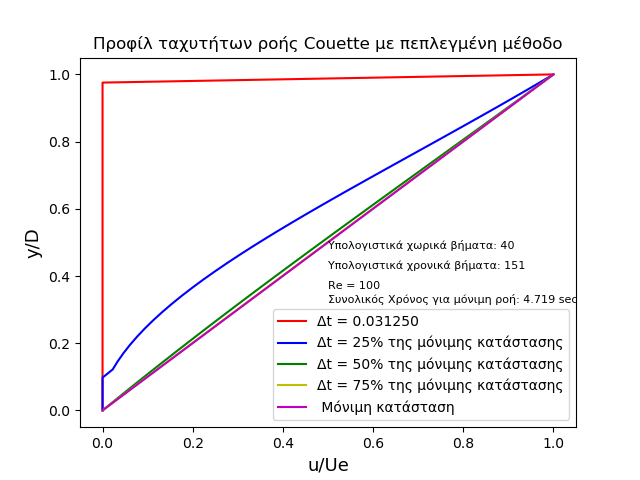 Προφίλ ταχυτήτων ροής Couette με πεπλεγμένη μέθοδο
1.0
0.8
0.6
0.4
0.2
0.0
y/D
Υπολογιστικά χωρικά βήματα: 40
Υπολογιστικά χρονικά βήματα: 151
Re = 100
Συνολικός Χρόνος για μόνιμη ροή: 4.719 sec
Δt = 0.031250
Δt = 25% της μόνιμης κατάστασης
Δt = 50% της μόνιμης κατάστασης
Δt = 75% της μόνιμης κατάστασης
Μόνιμη κατάσταση
0.0 0.2 0.4 0.6 0.8 1.0
u/Ue